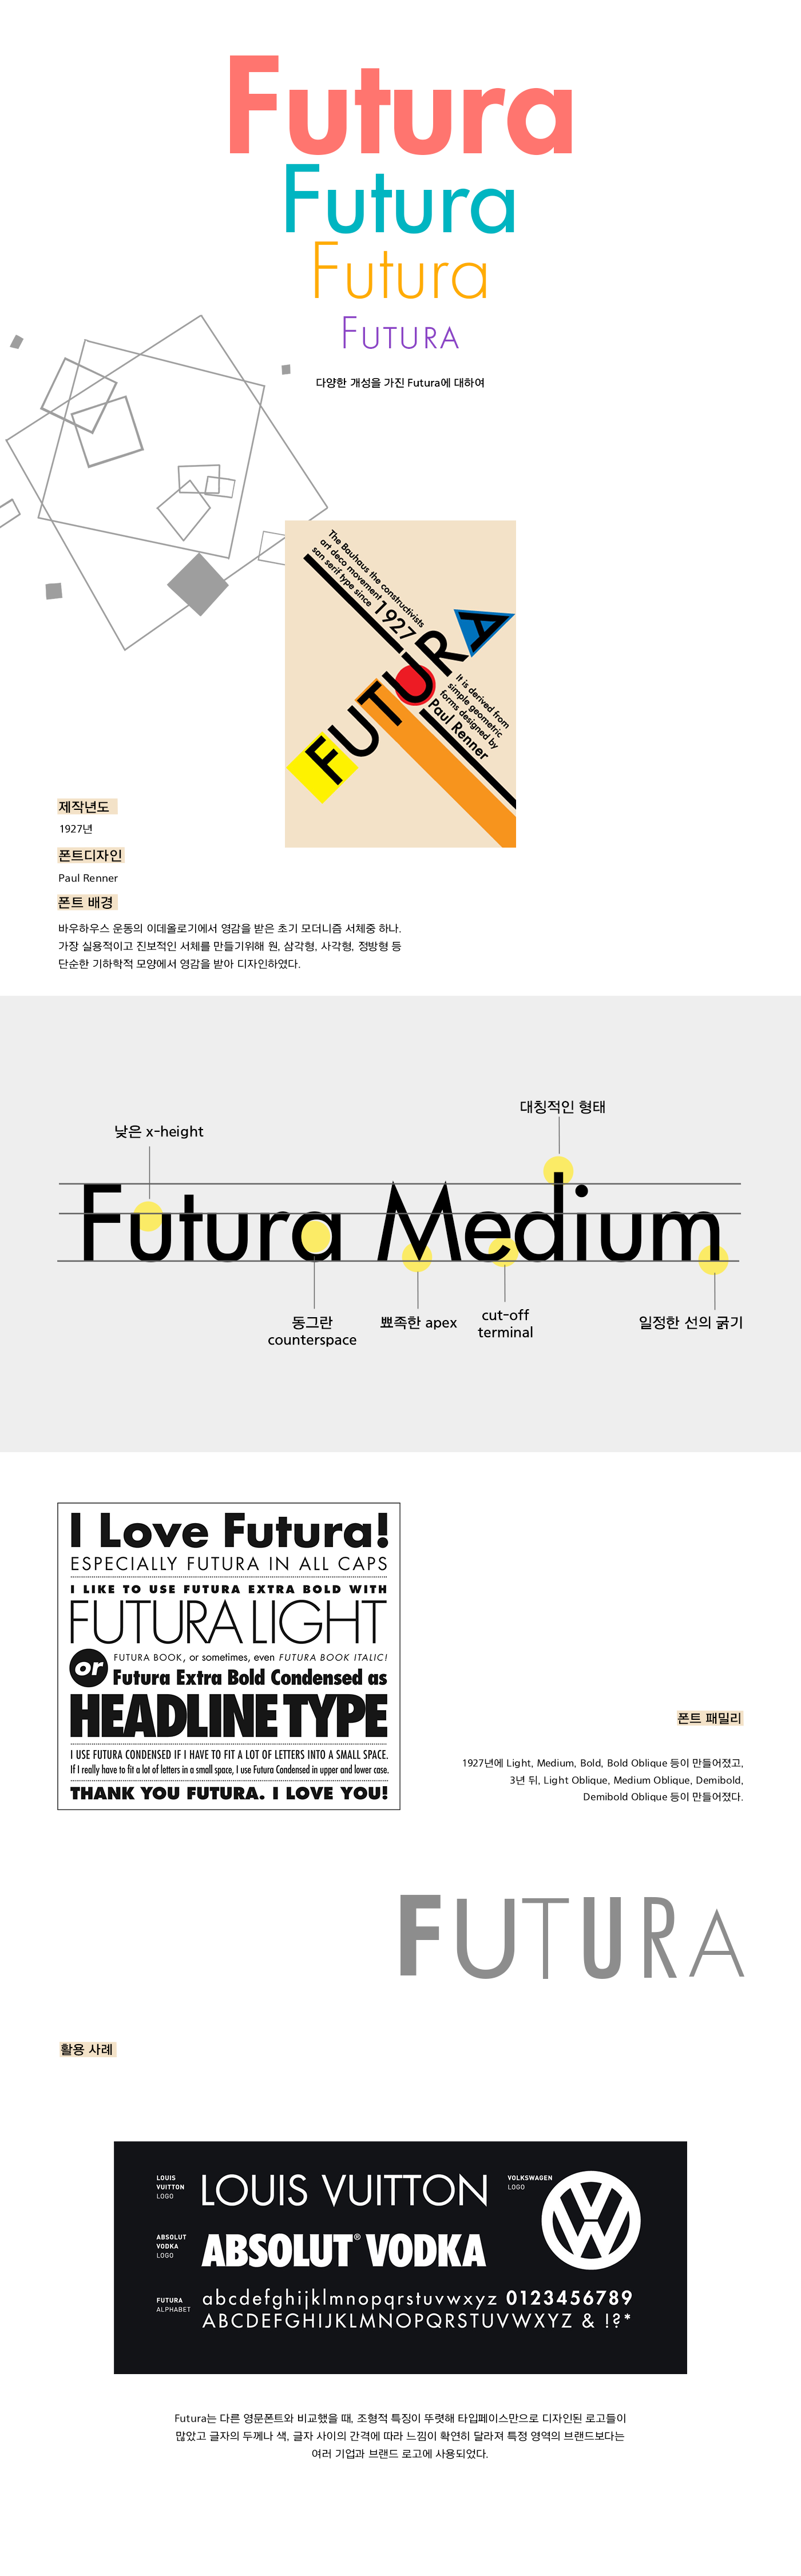 Futura
Futura
Futura
FUTURA
다양한 개성을 가진 Futura에 대하여
The Bauhaus the constructivists
art deco movement
san serif type since 1927
FUTURA
It is derived from
simple geometric
forms designed by
Paul Renner
제작년도
1927년
폰트디자인
Paul Renner
폰트 배경
바우하우스 운동의 이데올로기에서 영감을 받은 초기 모더니즘 서체중 하나.
가장 실용적이고 진보적인 서체를 만들기위해 원, 삼각형, 사각형, 정방형 등
단순한 기하학적 모양에서 영감을 받아 디자인하였다.
대칭적인 형태
낮은 x-height
Futura Medium
동그란
counterspace
뾰족한 apex
cut-off
terminal
일정한 선의 굵기
I Love Futura!
ESPECIALLY FUTURA IN ALL CAPS
I LIKE TO USE FUTURA EXTRA BOLD WITH
FUTURA LIGHT
or FUTURA BOOK, or sometimes, even FUTURA BOOK ITALIC!
Futura Extra Bold Condensed as
HEADLINE TYPE
I USE FUTURA CONDENSED IF I HAVE TO FIT A LOT OF LETTERS INTO A SMALL SPACE.
If I really have to fit a lot of letters in a small space, I use Futura Condensed in upper and lower case.
THANK YOU FUTURA. I LOVE YOU!
폰트 패밀리
1927년에 Light, Medium, Bold, Bold Oblique 등이 만들어졌고,
3년 뒤, Light Oblique, Medium Oblique, Demibold,
Demibold Oblique 등이 만들어졌다.
FUTURA
활용 사례
LOUIS
VUITTON
LOGO
LOUIS VUITTON
VOLKSWAGEN
LOGO
VW
ABSOLUT
VODKA
LOGO
ABSOLUT® VODKA
FUTURA
ALPHABET
abcdefghijklmnopqrstuvwxyz 0123456789
ABCDEFGHIJKLMNOPQRSTUVWXYZ & !?*
Futura는 다른 영문폰트와 비교했을 때, 조형적 특징이 뚜렷해 타입페이스만으로 디자인된 로고들이
많았고 글자의 두께나 색, 글자 사이의 간격에 따라 느낌이 확연히 달라져 특정 영역의 브랜드보다는
여러 기업과 브랜드 로고에 사용되었다.